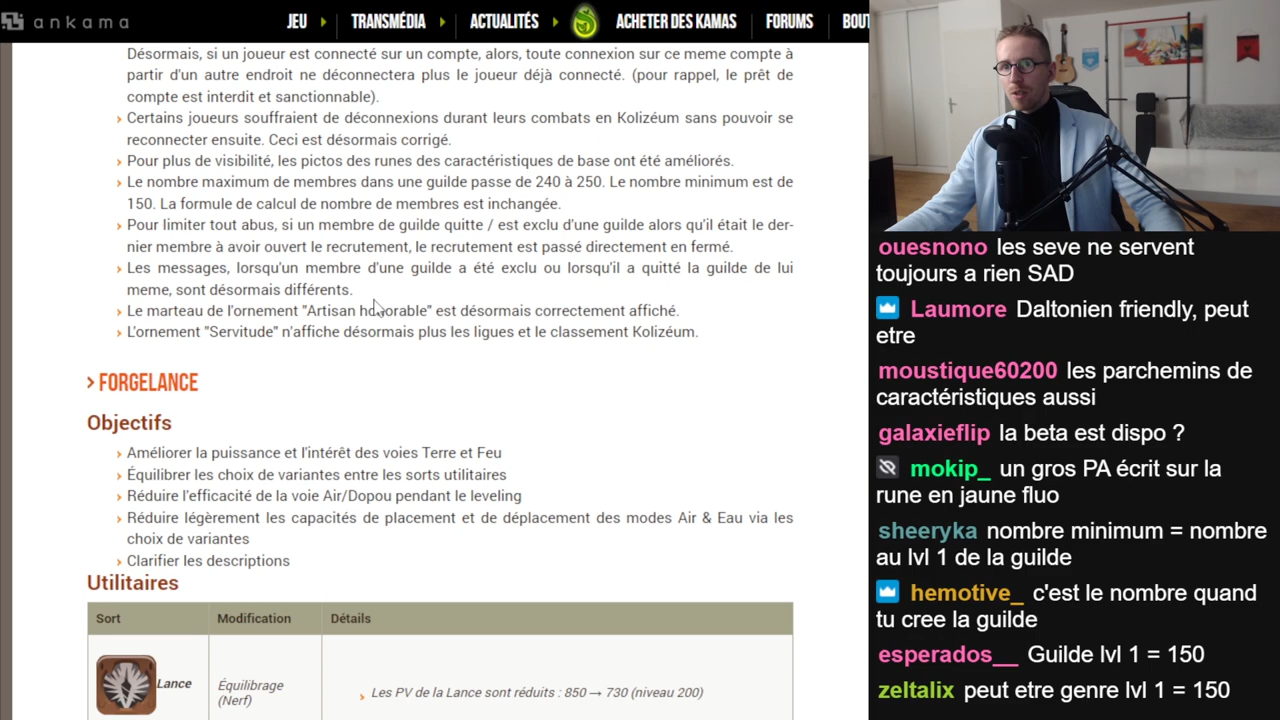 ankama
JEU
TRANSMÉDIA
ACTUALITÉS
ACHETER DES KAMAS
FORUMS
BOU
Désormais, si un joueur est connecté sur un compte, alors, toute connexion sur ce meme compte à
partir d'un autre endroit ne déconnectera plus le joueur déjà connecté. (pour rappel, le prêt de
compte est interdit et sanctionnable).
Certains joueurs souffraient de déconnexions durant leurs combats en Kolizéum sans pouvoir se
reconnecter ensuite. Ceci est désormais corrigé.
Pour plus de visibilité, les pictos des runes des caractéristiques de base ont été améliorés.
Le nombre maximum de membres dans une guilde passe de 240 à 250. Le nombre minimum est de
150. La formule de calcul de nombre de membres est inchangée.
Pour limiter tout abus, si un membre de guilde quitte / est exclu d'une guilde alors qu'il était le der-
nier membre à avoir ouvert le recrutement, le recrutement est passé directement en fermé.
Les messages, lorsqu'un membre d'une guilde a été exclu ou lorsqu'il a quitté la guilde de lui
meme, sont désormais différents.
Le marteau de l'ornement "Artisan honorable" est désormais correctement affiché.
L'ornement "Servitude" n'affiche désormais plus les ligues et le classement Kolizéum.
> FORGELANCE
Objectifs
Améliorer la puissance et l'intérêt des voies Terre et Feu
Équilibrer les choix de variantes entre les sorts utilitaires
Réduire l'efficacité de la voie Air/Dopou pendant le leveling
Réduire légèrement les capacités de placement et de déplacement des modes Air & Eau via les
choix de variantes
Clarifier les descriptions
Utilitaires
Sort
Modification
Détails
Lance
Équilibrage
(Nerf)
Les PV de la Lance sont réduits : 850 → 730 (niveau 200)
ouesnono les seve ne servent
toujours a rien SAD
Laumore Daltonien friendly, peut
etre
moustique60200 les parchemins de
caractéristiques aussi
galaxieflip la beta est dispo ?
mokip_ un gros PA écrit sur la
rune en jaune fluo
sheeryka nombre minimum = nombre
au lvl 1 de la guilde
hemotive_ c'est le nombre quand
tu cree la guilde
esperados__ Guilde lvl 1 = 150
zeltalix peut etre genre lvl 1 = 150